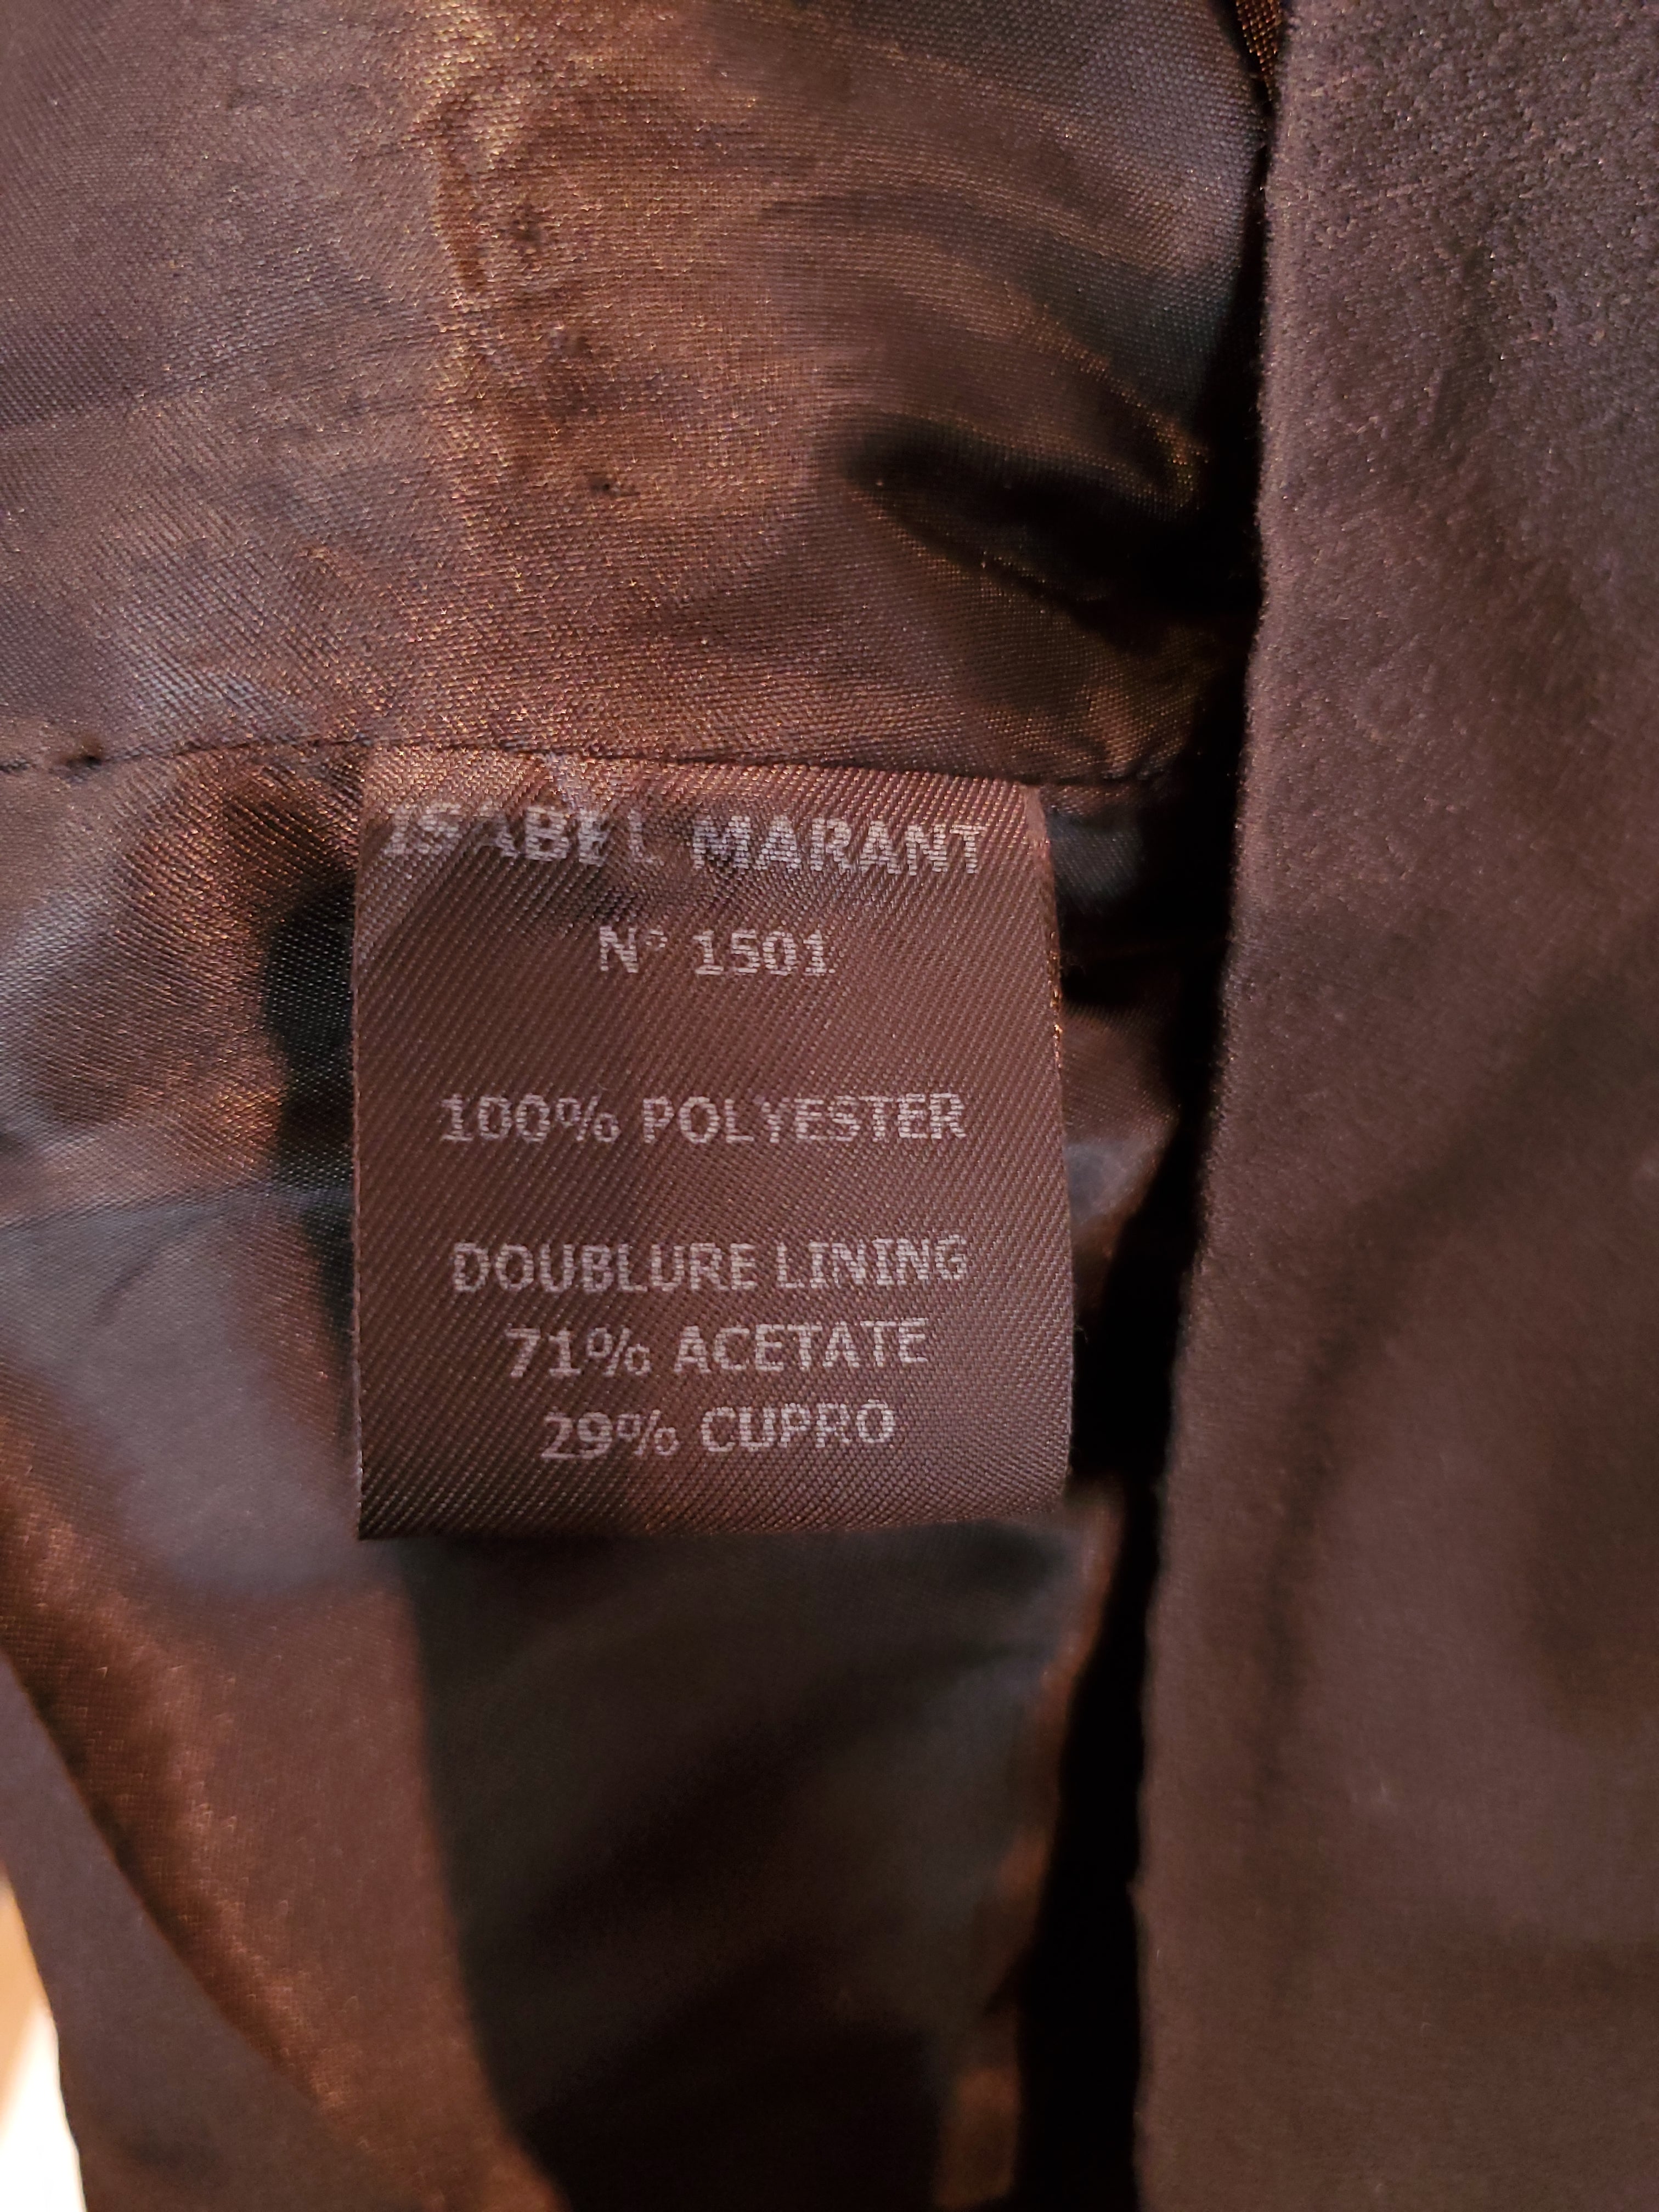 ISABEL MARANT
N° 1501
100% POLYESTER
DOUBLURE LINING
71% ACETATE
29% CUPRO